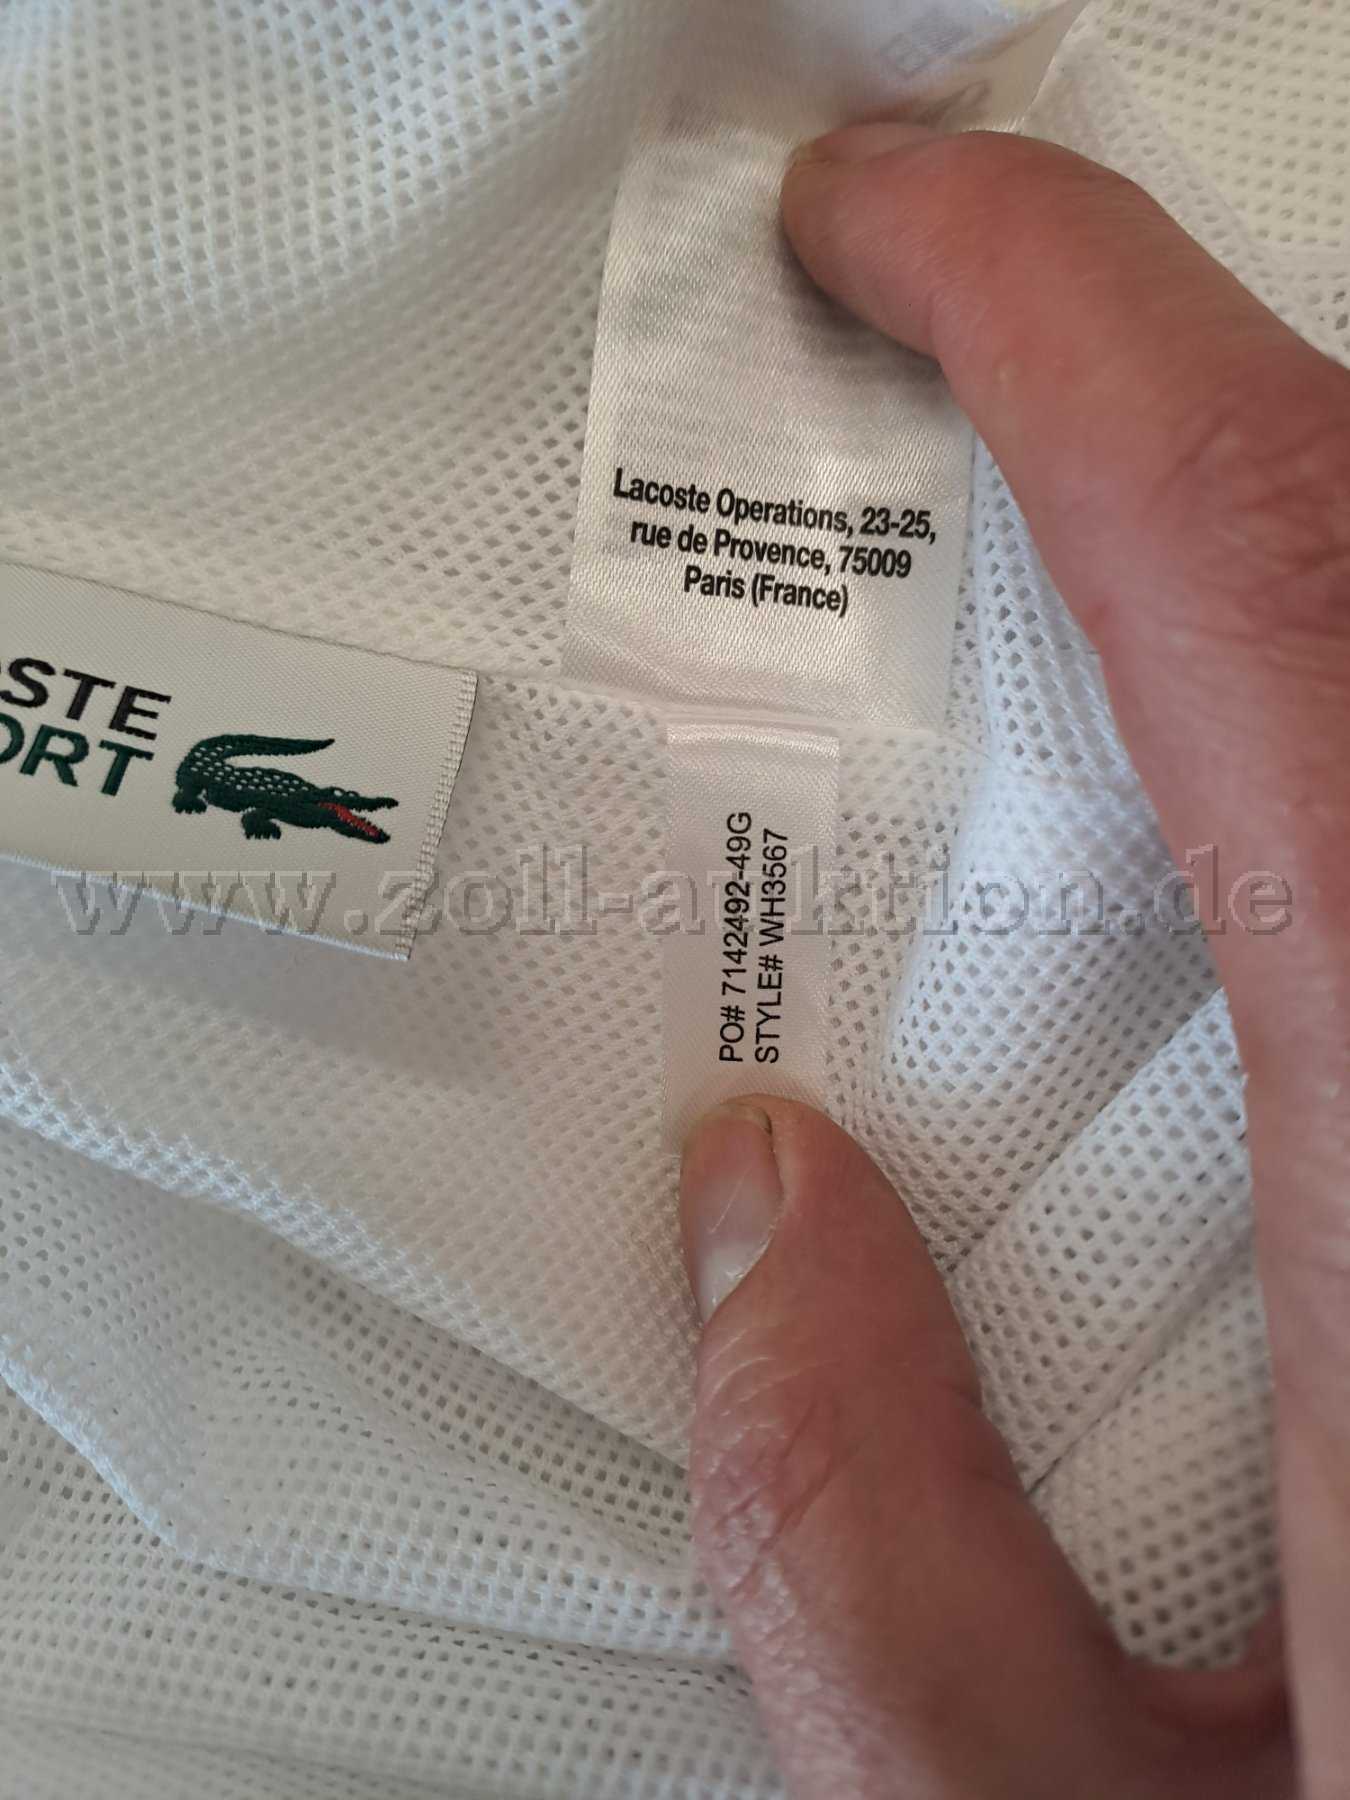 Lacoste Operations, 23-25,
rue de Provence, 75009
Paris (France)
STE
ORT
PO# 7142492-49G
STYLE# WH3567
www.zoll-auktion.de